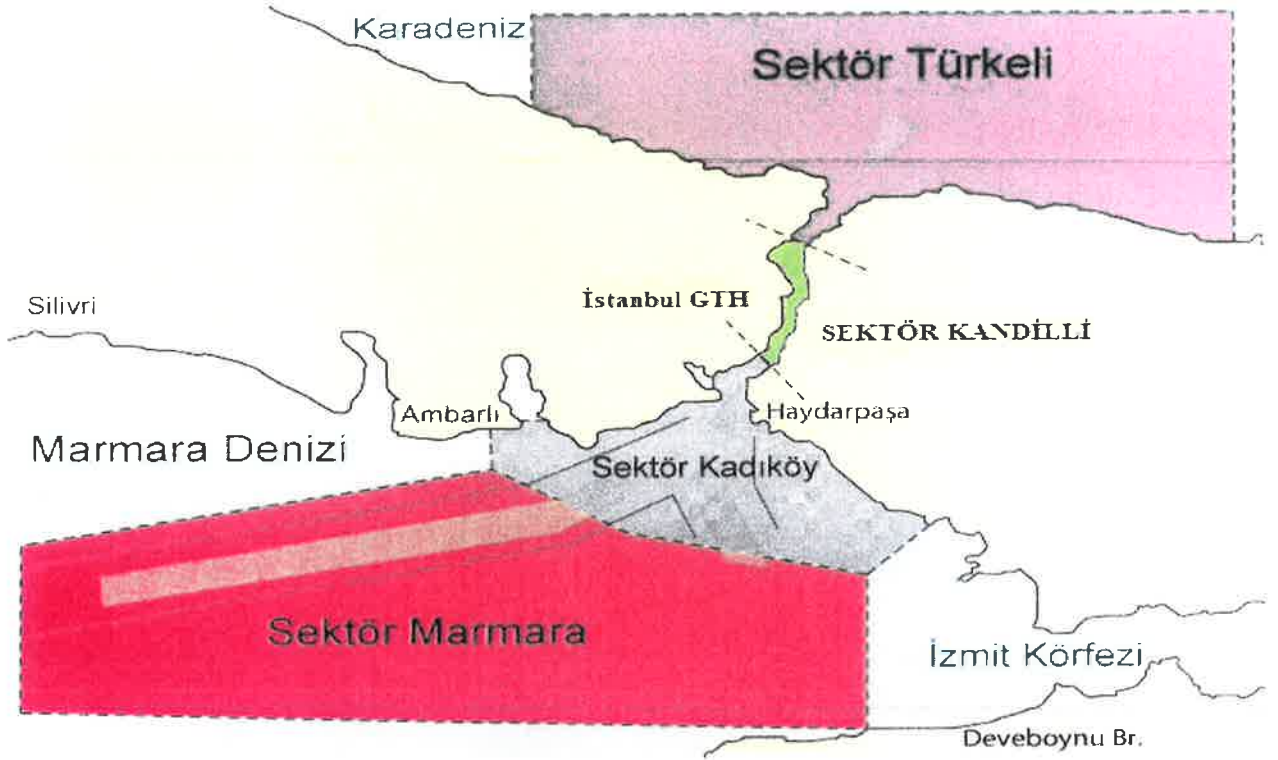 Karadeniz
Sektör Türkeli
Silivri
İstanbul GTH
SEKTÖR KANDİLLİ
Ambarlı
Haydarpaşa
Marmara Denizi
Sektör Kadıköy
Sektör Marmara
İzmit Körfezi
Deveboynu Br.